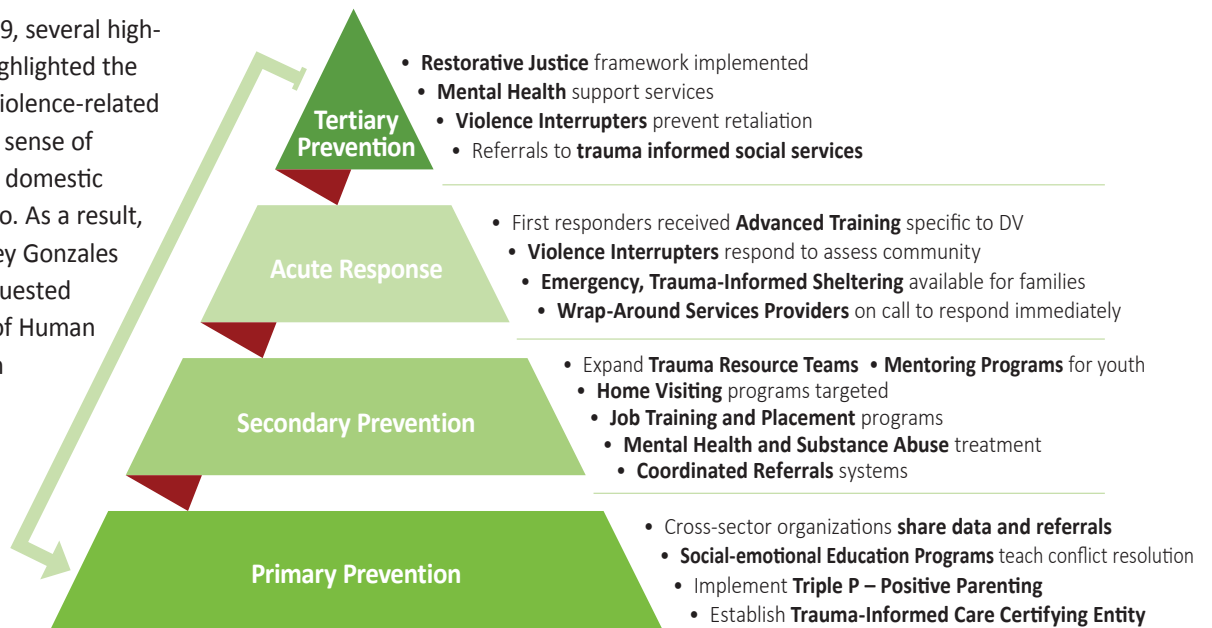 9, several high-
ghlighted the
iolence-related
sense of
domestic
o. As a result,
ey Gonzales
uested
of Human
Tertiary
Prevention
• Restorative Justice framework implemented
• Mental Health support services
• Violence Interrupters prevent retaliation
• Referrals to trauma informed social services
Acute Response
• First responders received Advanced Training specific to DV
• Violence Interrupters respond to assess community
• Emergency, Trauma-Informed Sheltering available for families
• Wrap-Around Services Providers on call to respond immediately
Secondary Prevention
• Expand Trauma Resource Teams • Mentoring Programs for youth
• Home Visiting programs targeted
• Job Training and Placement programs
• Mental Health and Substance Abuse treatment
• Coordinated Referrals systems
Primary Prevention
• Cross-sector organizations share data and referrals
• Social-emotional Education Programs teach conflict resolution
• Implement Triple P – Positive Parenting
• Establish Trauma-Informed Care Certifying Entity